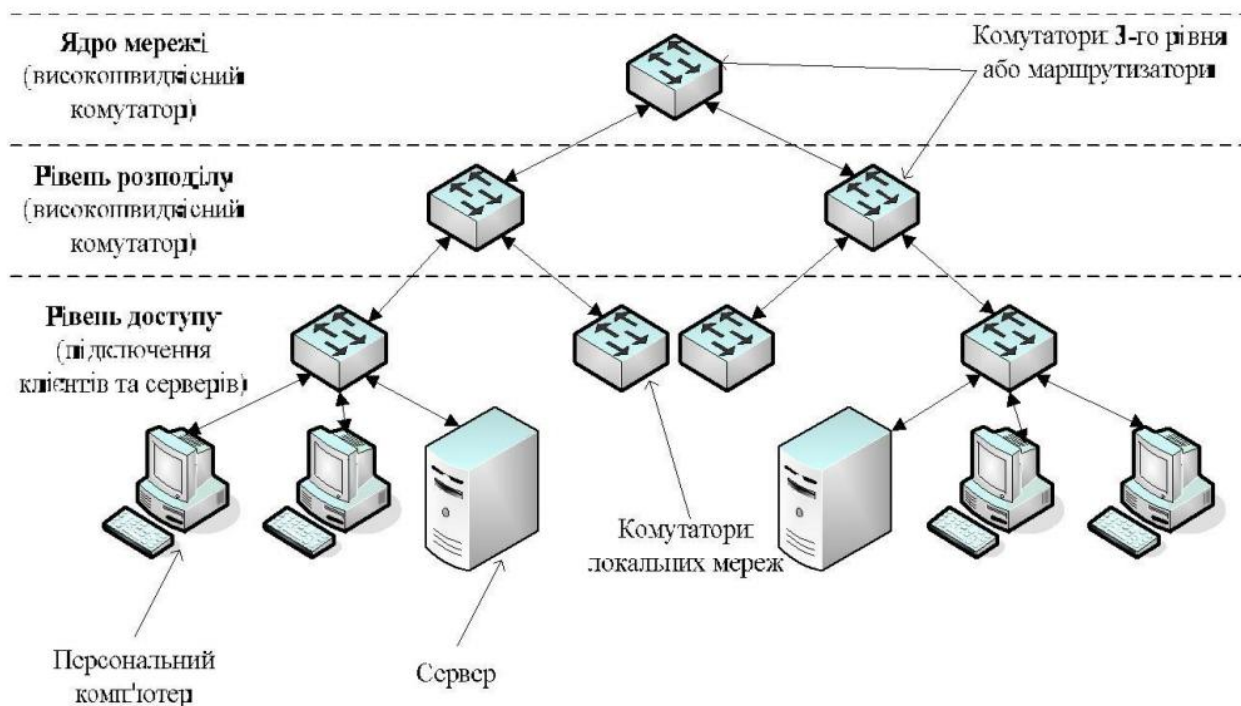 Ядро мережі
(високошвидкісний
комутатор)
Комутатори 3-го рівня
або маршрутизатори
Рівень розподілу
(високошвидкісний
комутатор)
Рівень доступу
(підключення
клієнтів та серверів)
Комутатори
локальних мереж
Персональний
комп'ютер
Сервер